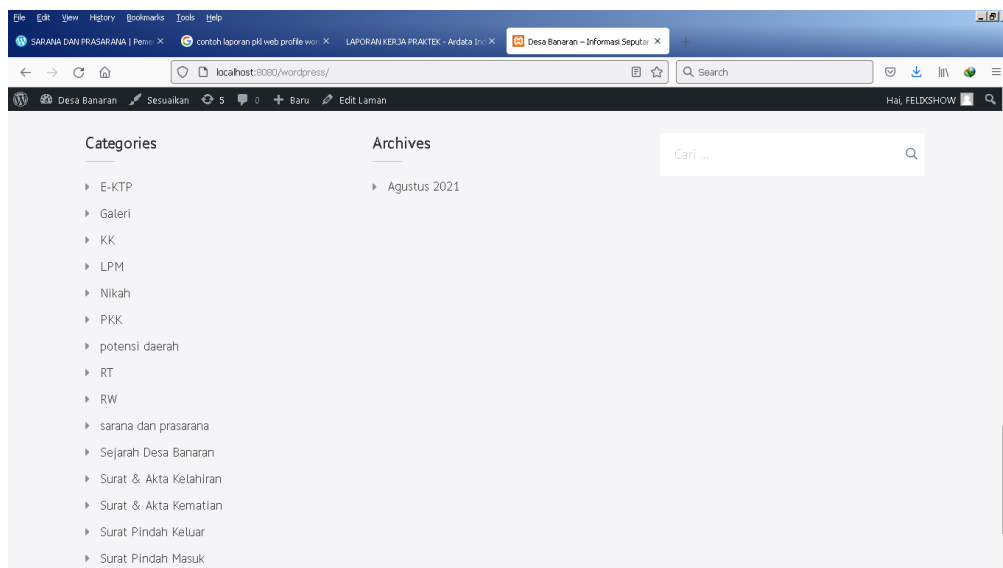 File Edit View History Bookmarks Tools Help
SARANA DAN PRASARANA | Peme
contoh laporan pkl web profile wor
LAPORAN KERJA PRAKTEK - Ardata Ind
Desa Banaran – Informasi Seputar
localhost:8080/wordpress/
Search
Desa Banaran Sesuaikan 5 0 + Baru Edit Laman
Hai, FELIXSHOW
Categories
E-KTP
Galeri
KK
LPM
Nikah
PKK
potensi daerah
RT
RW
sarana dan prasarana
Sejarah Desa Banaran
Surat & Akta Kelahiran
Surat & Akta Kematian
Surat Pindah Keluar
Surat Pindah Masuk
Archives
Agustus 2021
Cari ...